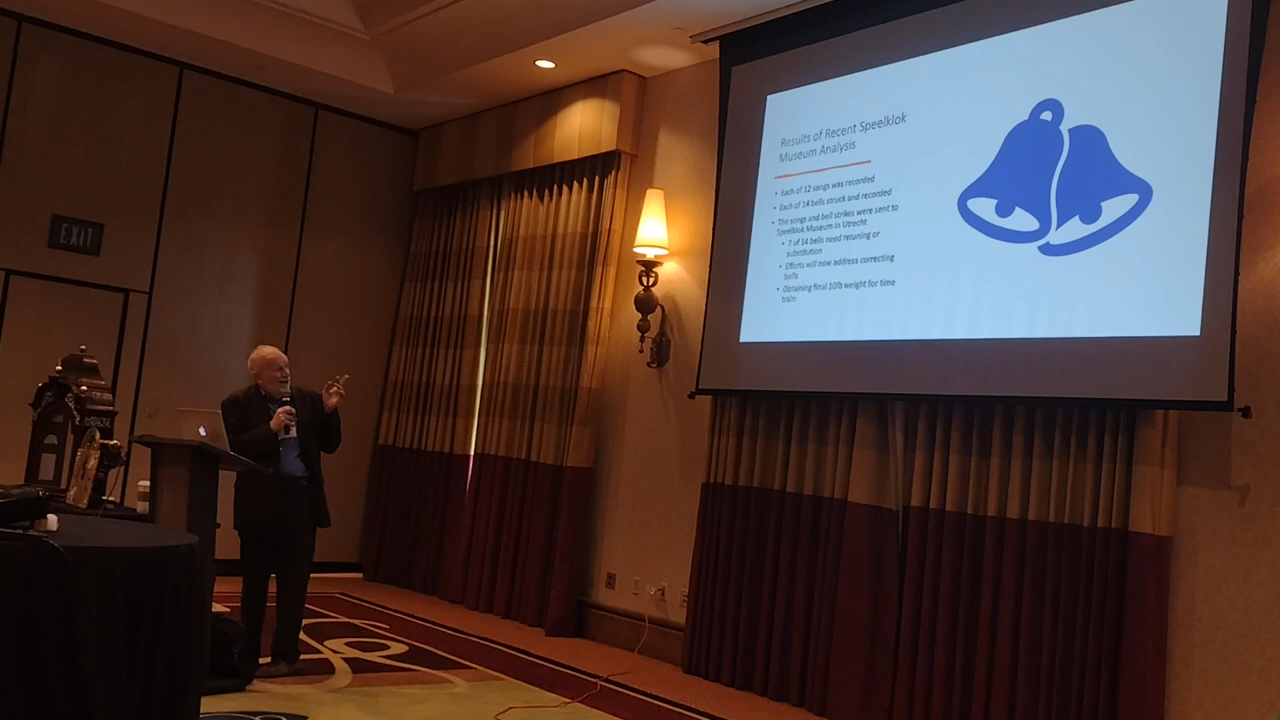 EXIT
Results of Recent Speelklok
Museum Analysis
• Each of 12 songs was recorded
• Each of 14 bells struck and recorded
• The songs and bell strikes were sent to
Speelklok Museum in Utrecht
• 7 of 14 bells need retuning or
substitution
• Efforts will now address correcting
bells
• Obtaining final 10lb weight for time
train